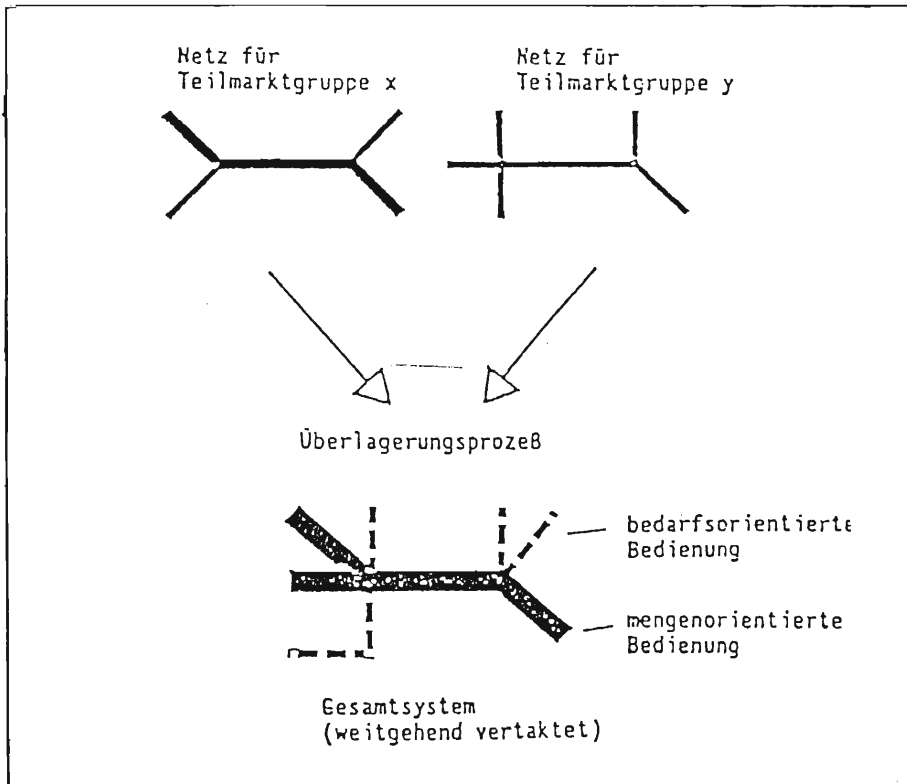 Netz für
Teilmarktgruppe x
Netz für
Teilmarktgruppe y
Überlagerungsprozeß
bedarfsorientierte
Bedienung
mengenorientierte
Bedienung
Gesamtsystem
(weitgehend vertaktet)